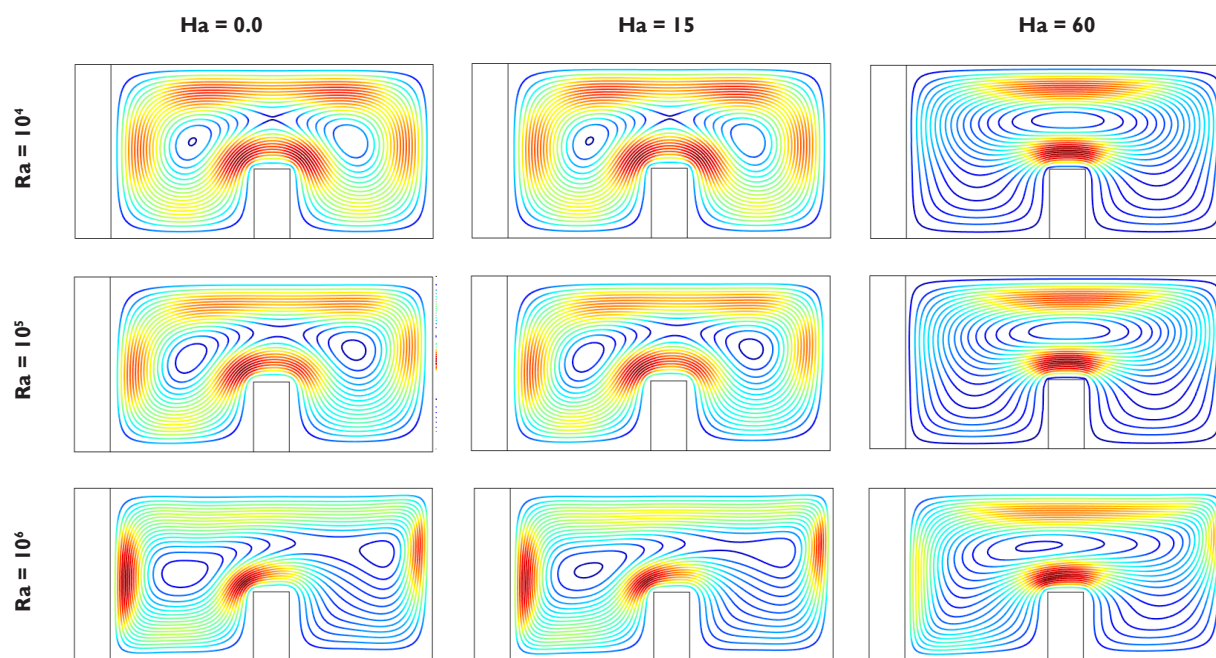 Ha = 0.0
Ha = 15
Ha = 60
Ra = 10⁴
Ra = 10⁵
Ra = 10⁶